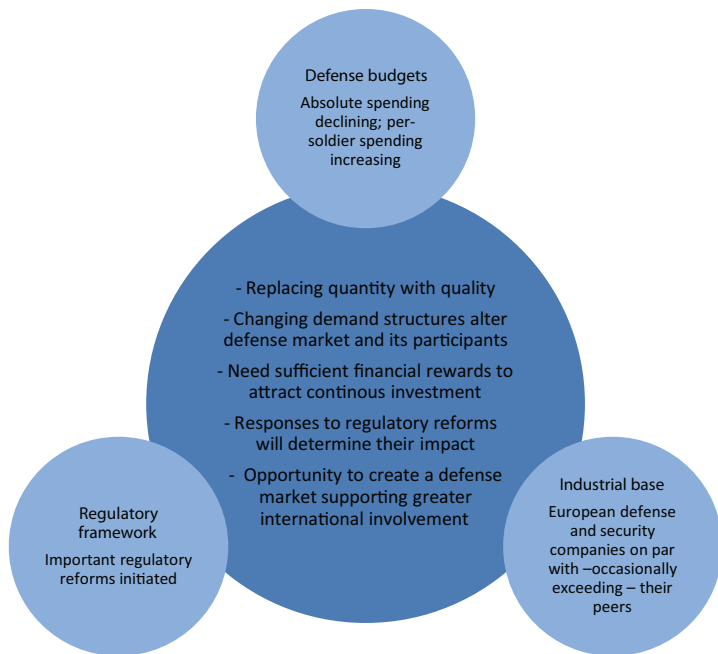 Defense budgets
Absolute spending
declining; per-
soldier spending
increasing
- Replacing quantity with quality
- Changing demand structures alter
defense market and its participants
- Need sufficient financial rewards to
attract continous investment
- Responses to regulatory reforms
will determine their impact
- Opportunity to create a defense
market supporting greater
international involvement
Regulatory
framework
Important regulatory
reforms initiated
Industrial base
European defense
and security
companies on par
with –occasionally
exceeding – their
peers